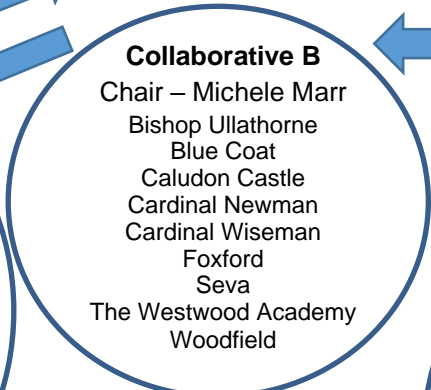 Collaborative B
Chair – Michele Marr
Bishop Ullathorne
Blue Coat
Caludon Castle
Cardinal Newman
Cardinal Wiseman
Foxford
Seva
The Westwood Academy
Woodfield